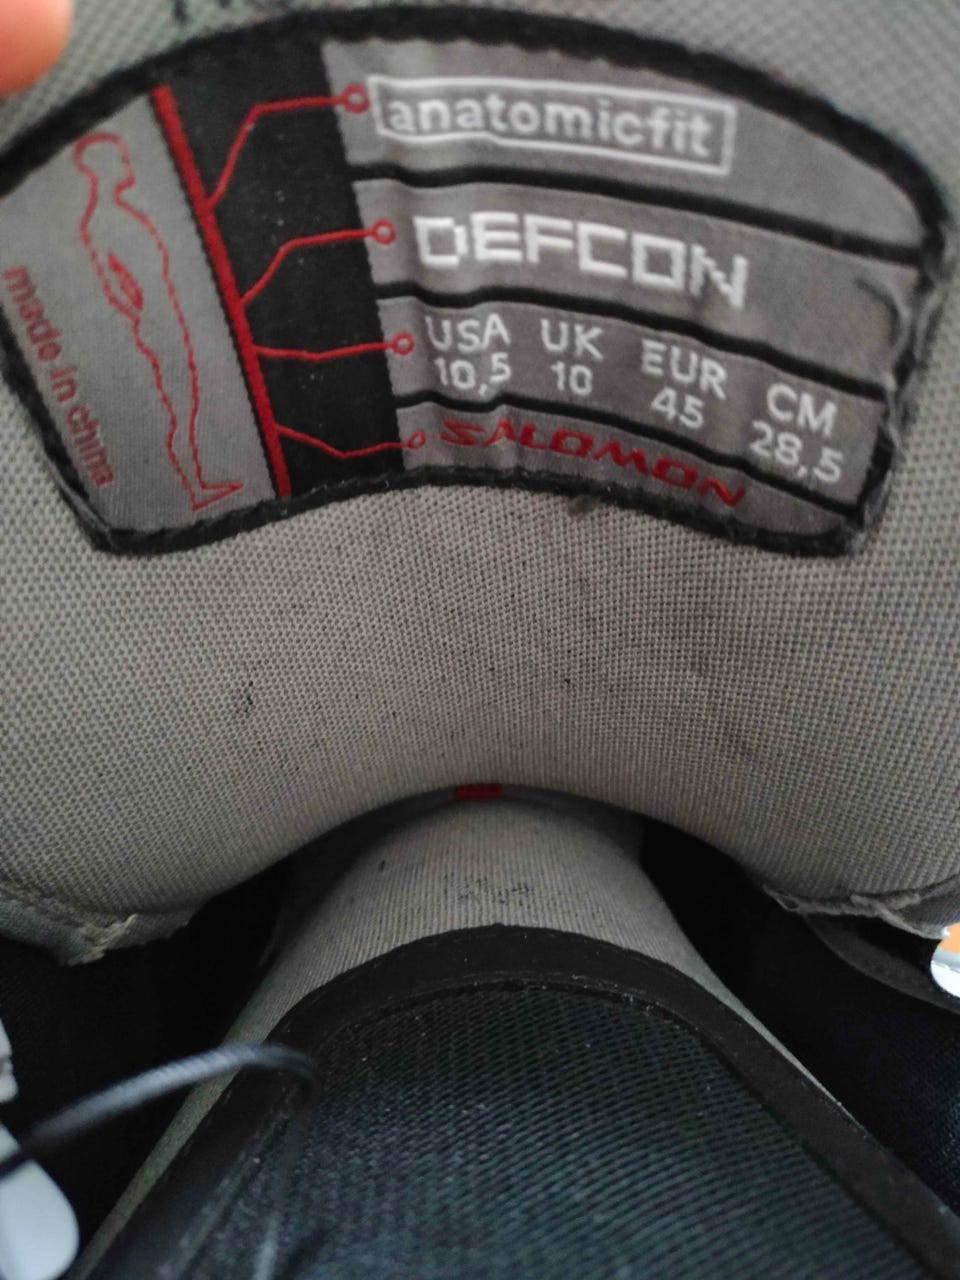 anatomicfit
DEFCON
USA UK EUR CM
10,5 10 45 28,5
SALOMON
made in china